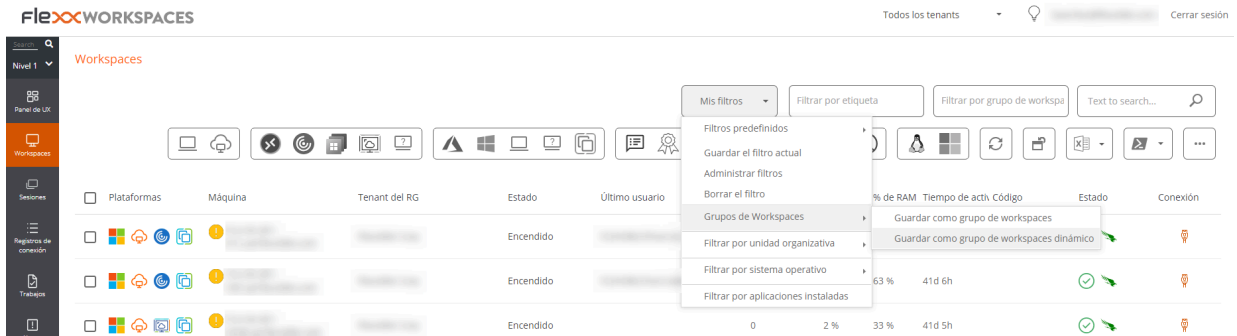 Flexxible WORKSPACES
Todos los tenants
Cerrar sesión
Search
Nivel 1
Workspaces
Panel de UX
Mis filtros
Filtrar por etiqueta
Filtrar por grupo de workspa
Text to search...
Workspaces
Filtros predefinidos
Guardar el filtro actual
Administrar filtros
Borrar el filtro
Grupos de Workspaces
Guardar como grupo de workspaces
Guardar como grupo de workspaces dinámico
Filtrar por unidad organizativa
Filtrar por sistema operativo
Filtrar por aplicaciones instaladas
Sesiones
Registros de
conexión
Trabajos
Plataformas Máquina Tenant del RG Estado Último usuario % de RAM Tiempo de activ Código Estado Conexión
Encendido
Encendido 63 % 41d 6h
Encendido 0 2 % 33 % 41d 5h